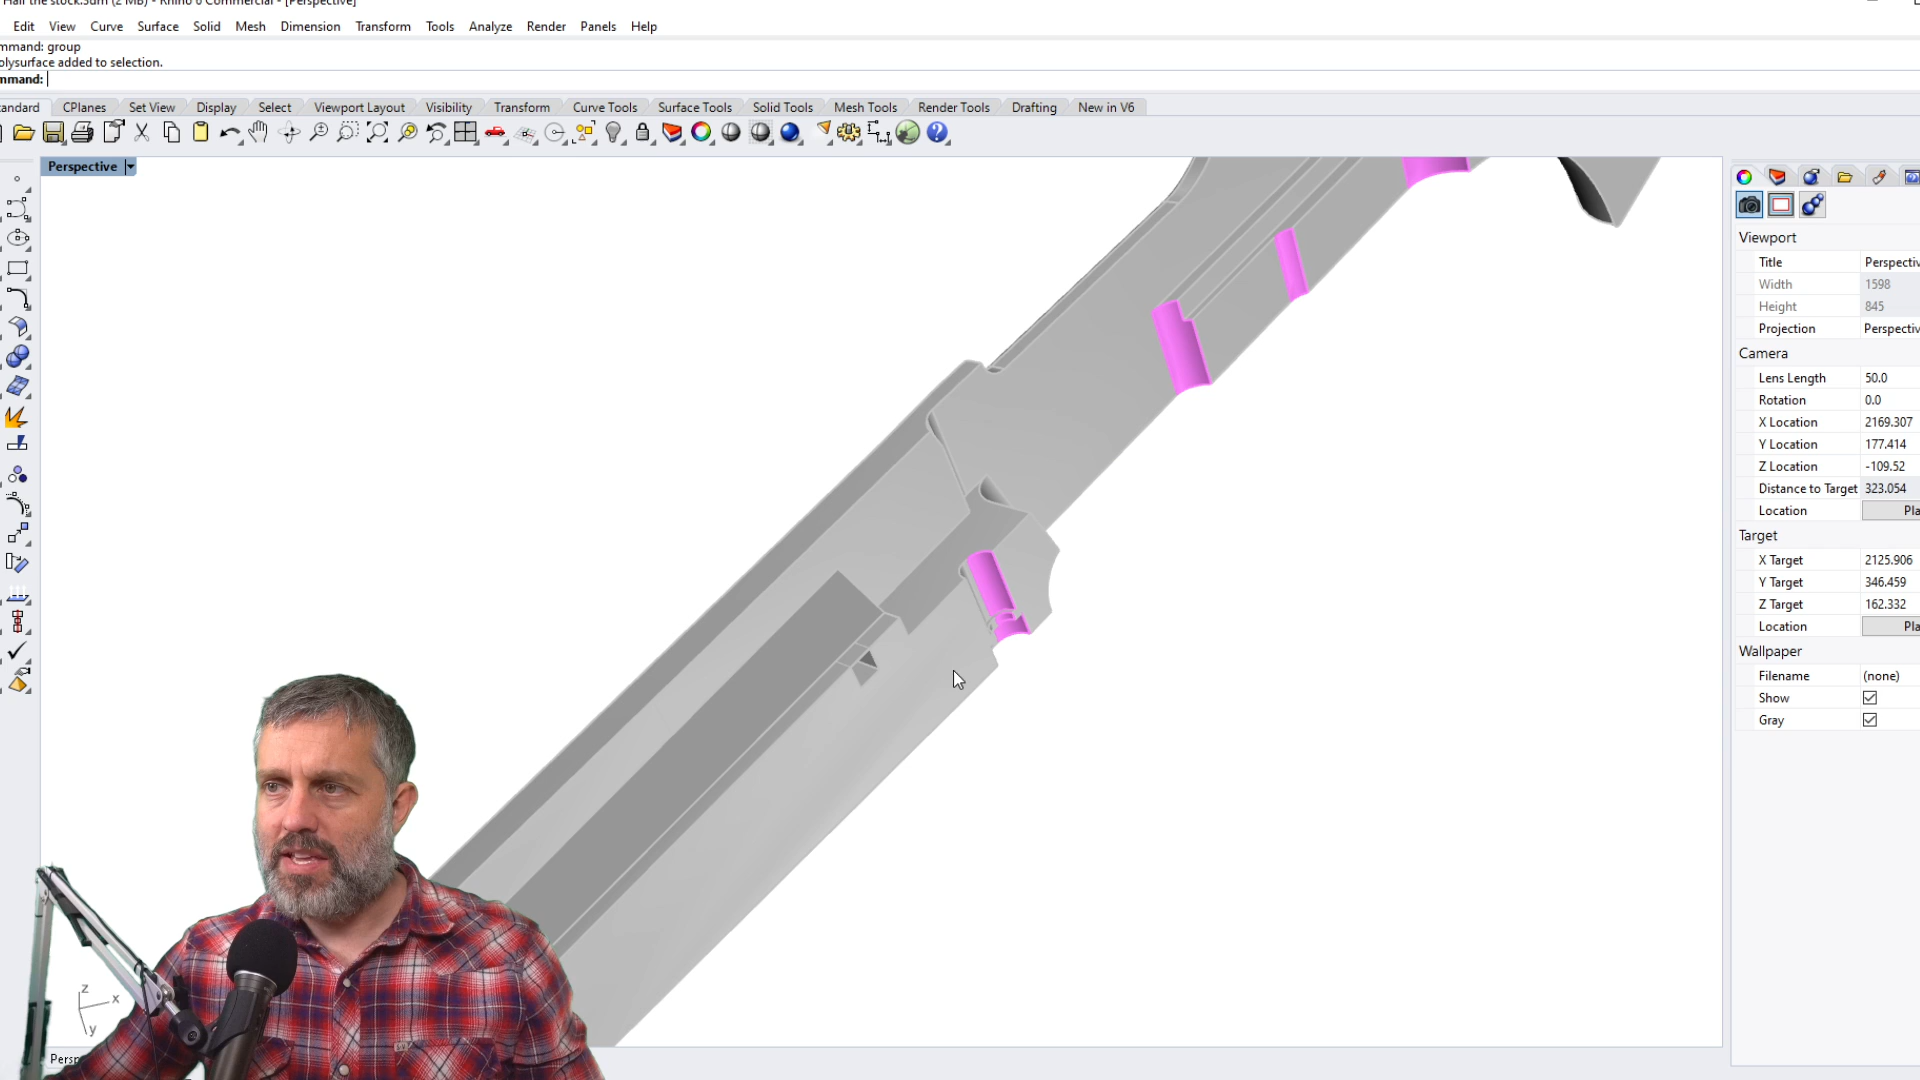 Half the stock.3dm (2 MB) - Rhino 6 Commercial - [Perspective]
Edit View Curve Surface Solid Mesh Dimension Transform Tools Analyze Render Panels Help
mmand: group
olysurface added to selection.
mmand:
andard CPlanes Set View Display Select Viewport Layout Visibility Transform Curve Tools Surface Tools Solid Tools Mesh Tools Render Tools Drafting New in V6
Perspective
Viewport
Title Perspectiv
Width 1598
Height 845
Projection Perspectiv
Camera
Lens Length 50.0
Rotation 0.0
X Location 2169.307
Y Location 177.414
Z Location -109.52
Distance to Target 323.054
Location Pla
Target
X Target 2125.906
Y Target 346.459
Z Target 162.332
Location Pla
Wallpaper
Filename (none)
Show
Gray
z
x
y
Persp